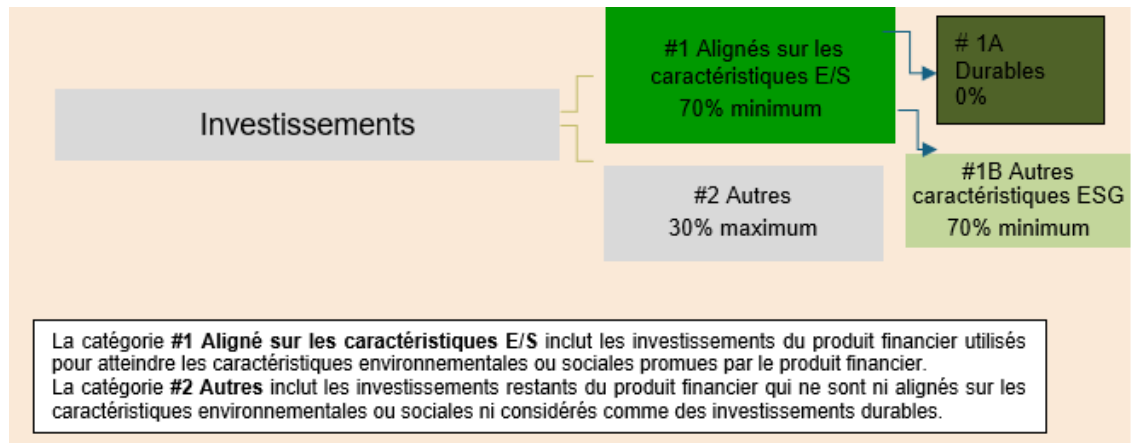 Investissements
#1 Alignés sur les
caractéristiques E/S
70% minimum
# 1A
Durables
0%
#2 Autres
30% maximum
#1B Autres
caractéristiques ESG
70% minimum
La catégorie #1 Aligné sur les caractéristiques E/S inclut les investissements du produit financier utilisés
pour atteindre les caractéristiques environnementales ou sociales promues par le produit financier.
La catégorie #2 Autres inclut les investissements restants du produit financier qui ne sont ni alignés sur les
caractéristiques environnementales ou sociales ni considérés comme des investissements durables.